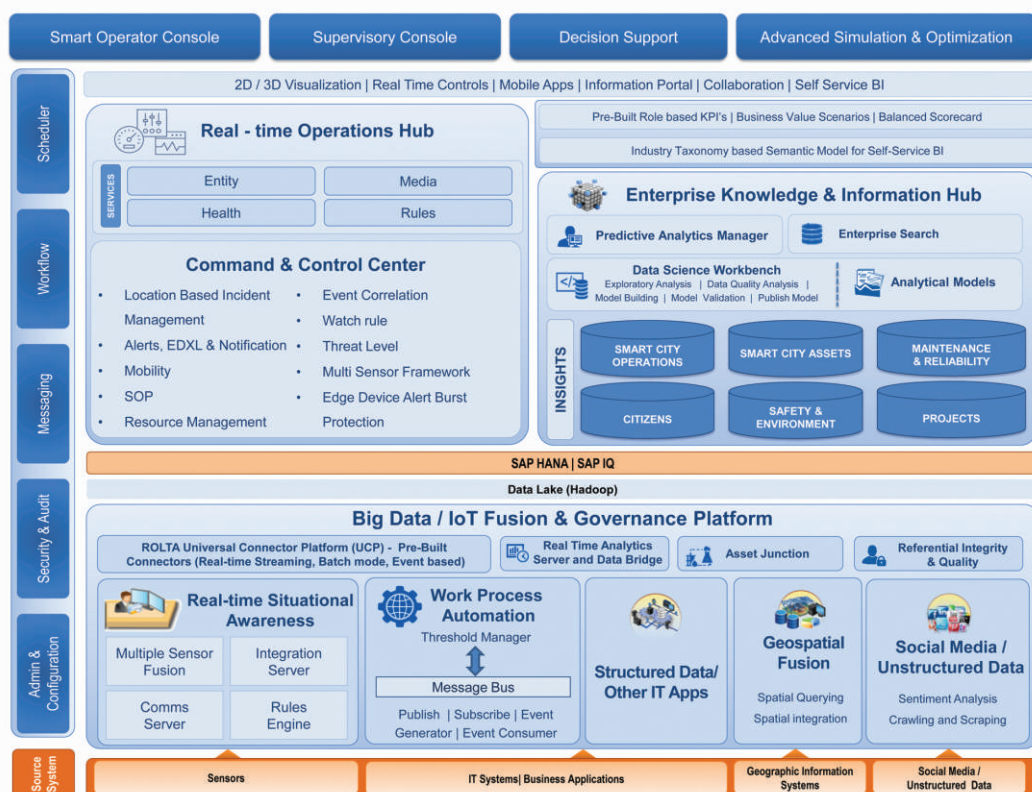 Smart Operator Console
Supervisory Console
Decision Support
Advanced Simulation & Optimization
Scheduler
Workflow
Messaging
Security & Audit
Admin &
Configuration
Source
System
2D / 3D Visualization | Real Time Controls | Mobile Apps | Information Portal | Collaboration | Self Service BI
Real - time Operations Hub
SERVICES
Entity
Media
Health
Rules
Command & Control Center
• Location Based Incident
Management
• Alerts, EDXL & Notification
• Mobility
• SOP
• Resource Management
• Event Correlation
• Watch rule
• Threat Level
• Multi Sensor Framework
• Edge Device Alert Burst
Protection
Pre-Built Role based KPI's | Business Value Scenarios | Balanced Scorecard
Industry Taxonomy based Semantic Model for Self-Service BI
Enterprise Knowledge & Information Hub
Predictive Analytics Manager
Enterprise Search
Data Science Workbench
Exploratory Analysis | Data Quality Analysis |
Model Building | Model Validation | Publish Model
</>
Analytical Models
INSIGHTS
SMART CITY
OPERATIONS
SMART CITY ASSETS
MAINTENANCE
& RELIABILITY
CITIZENS
SAFETY &
ENVIRONMENT
PROJECTS
SAP HANA | SAP IQ
Data Lake (Hadoop)
Big Data / IoT Fusion & Governance Platform
ROLTA Universal Connector Platform (UCP) - Pre-Built
Connectors (Real-time Streaming, Batch mode, Event based)
Real Time Analytics
Server and Data Bridge
Asset Junction
Referential Integrity
& Quality
Real-time Situational
Awareness
Multiple Sensor
Fusion
Integration
Server
Comms
Server
Rules
Engine
Work Process
Automation
Threshold Manager
Message Bus
Publish | Subscribe | Event
Generator | Event Consumer
Structured Data/
Other IT Apps
Geospatial
Fusion
Spatial Querying
Spatial integration
Social Media /
Unstructured Data
Sentiment Analysis
Crawling and Scraping
Sensors
IT Systems| Business Applications
Geographic Information
Systems
Social Media /
Unstructured Data